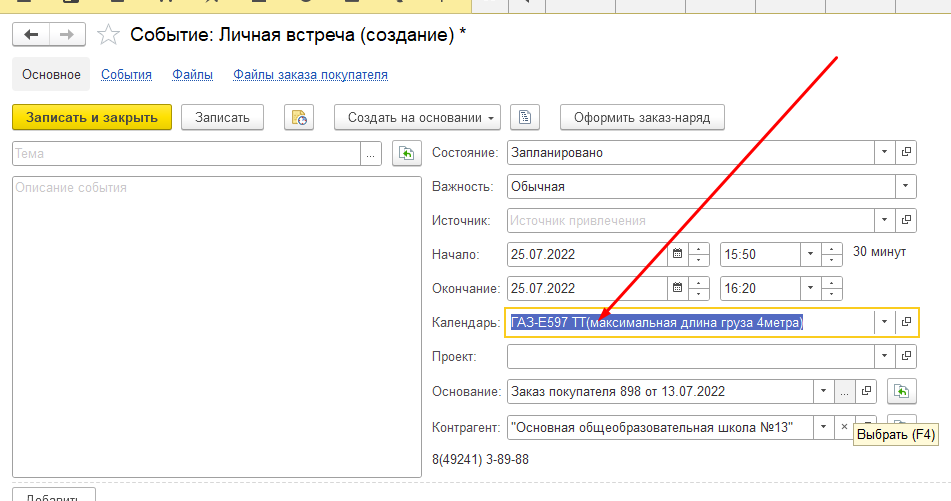 Событие: Личная встреча (создание) *
Основное События Файлы Файлы заказа покупателя
Записать и закрыть Записать Создать на основании Оформить заказ-наряд
Тема ...
Описание события
Состояние: Запланировано
Важность: Обычная
Источник: Источник привлечения
Начало: 25.07.2022 15:50 30 минут
Окончание: 25.07.2022 16:20
Календарь: ГАЗ-Е597 ТТ(максимальная длина груза 4метра)
Проект:
Основание: Заказ покупателя 898 от 13.07.2022 ...
Контрагент: "Основная общеобразовательная школа №13" ×
Выбрать (F4)
8(49241) 3-89-88
Добавить